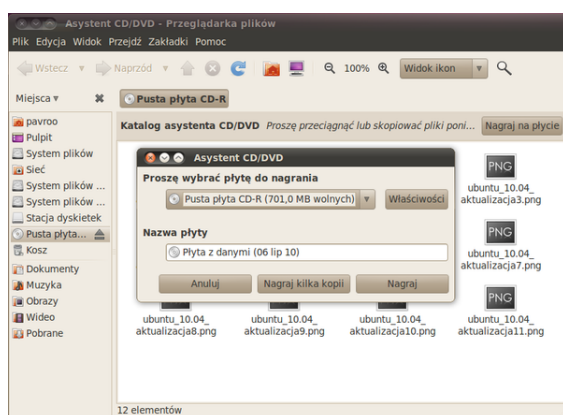 Asystent CD/DVD - Przeglądarka plików
Plik Edycja Widok Przejdź Zakładki Pomoc
Wstecz Naprzód 100% Widok ikon
Miejsca Pusta płyta CD-R
pavroo
Pulpit
System plików
Sieć
System plików ...
System plików ...
Stacja dyskietek
Pusta płyta...
Kosz
Dokumenty
Muzyka
Obrazy
Wideo
Pobrane
Katalog asystenta CD/DVD Proszę przeciągnąć lub skopiować pliki poni... Nagraj na płycie
Asystent CD/DVD
Proszę wybrać płytę do nagrania
Pusta płyta CD-R (701,0 MB wolnych) Właściwości
Nazwa płyty
Płyta z danymi (06 lip 10)
Anuluj Nagraj kilka kopii Nagraj
PNG
ubuntu_10.04_
aktualizacja3.png
PNG
ubuntu_10.04_
aktualizacja7.png
PNG
ubuntu_10.04_ ubuntu_10.04_ ubuntu_10.04_ ubuntu_10.04_
aktualizacja8.png aktualizacja9.png aktualizacja10.png aktualizacja11.png
12 elementów